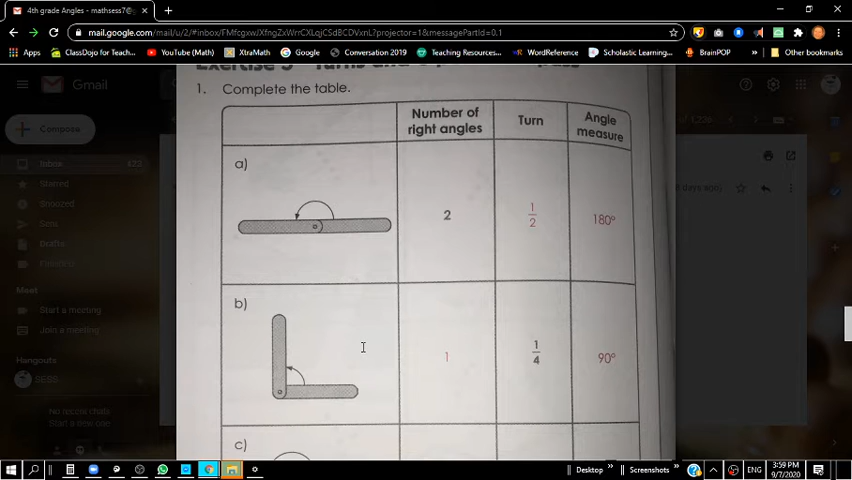 4th grade Angles - mathsess7@g
mail.google.com/mail/u/2/#inbox/FMfcgxwJXfngZxWrrCXLqjCSdBCDVxnL?projector=1&messagePartId=0.1
Apps
ClassDojo for Teach...
YouTube (Math)
XtraMath
Google
Conversation 2019
Teaching Resources...
WordReference
Scholastic Learning...
BrainPOP
Other bookmarks
Gmail
Compose
Inbox
Starred
Snoozed
Sent
Drafts
Meet
Start a meeting
Join a meeting
Hangouts
SESS
No recent chats
Start a new one
days ago)
1. Complete the table.
Number of
right angles
Turn
Angle
measure
a)
2
1
2
180°
b)
1
1
4
90°
c)
Desktop
Screenshots
ENG
3:59 PM
9/7/2020